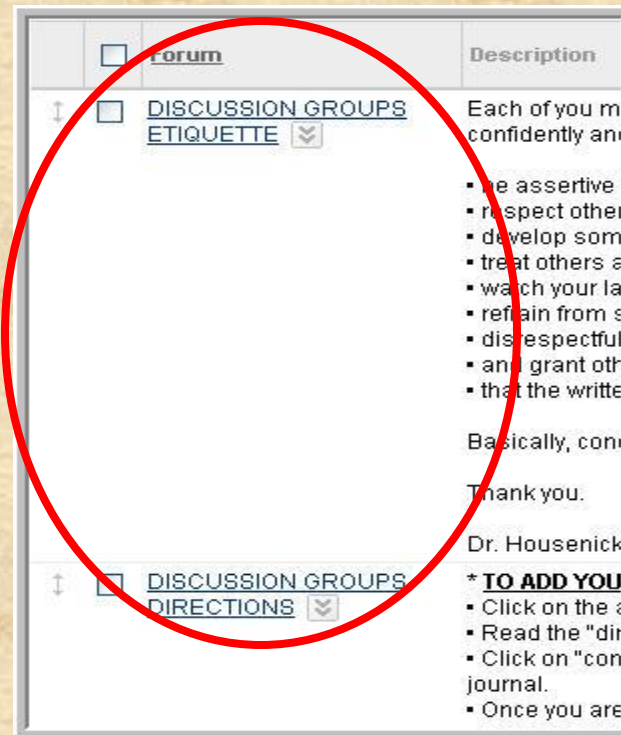 Forum Description
DISCUSSION GROUPS
ETIQUETTE
Each of you m
confidently an
▪ be assertive
▪ respect other
▪ develop som
▪ treat others a
▪ watch your la
▪ refrain from s
▪ disrespectful
▪ and grant oth
▪ that the writte
Basically, con
Thank you.
Dr. Housenick
DISCUSSION GROUPS
DIRECTIONS
* TO ADD YOU
▪ Click on the a
▪ Read the "dir
▪ Click on "con
journal.
▪ Once you are